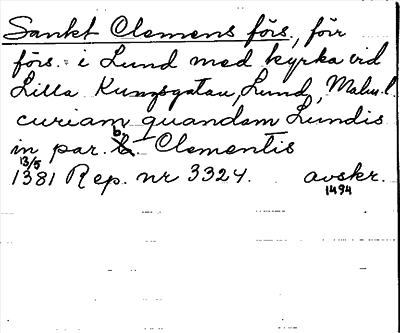 Sankt Clemens förs., förr
förs. i Lund med kyrka vid
Lilla Kungsgatan, Lund, Malm.l.
curiam quandam Lundis
in par. b. Clementis
13/5
1381 Rep. nr 3324. avskr.
1494